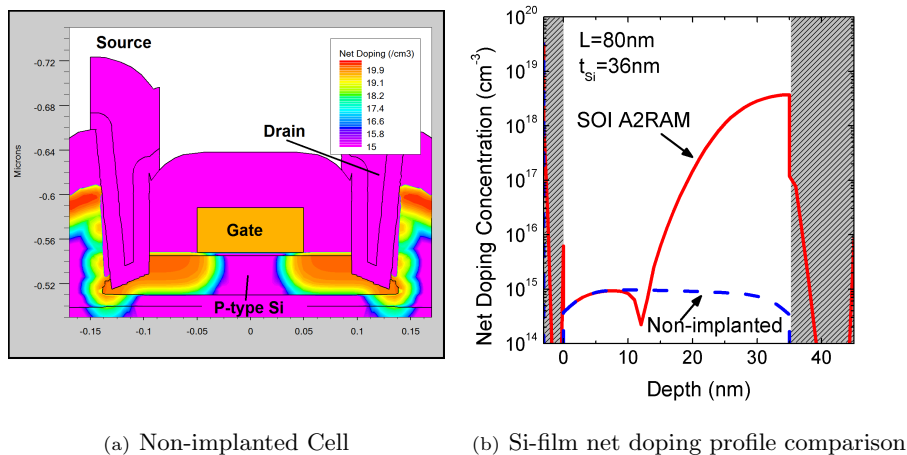 Source
Net Doping (/cm3)
19.9
19.1
18.2
17.4
16.6
15.8
15
Drain
Gate
P-type Si
Microns
-0.72
-0.68
-0.64
-0.6
-0.56
-0.52
-0.15
-0.1
-0.05
0
0.05
0.1
0.15
(a) Non-implanted Cell
Net Doping Concentration (cm-3)
10^20
10^19
10^18
10^17
10^16
10^15
10^14
L=80nm
tSi=36nm
SOI A2RAM
Non-implanted
0
10
20
30
40
Depth (nm)
(b) Si-film net doping profile comparison